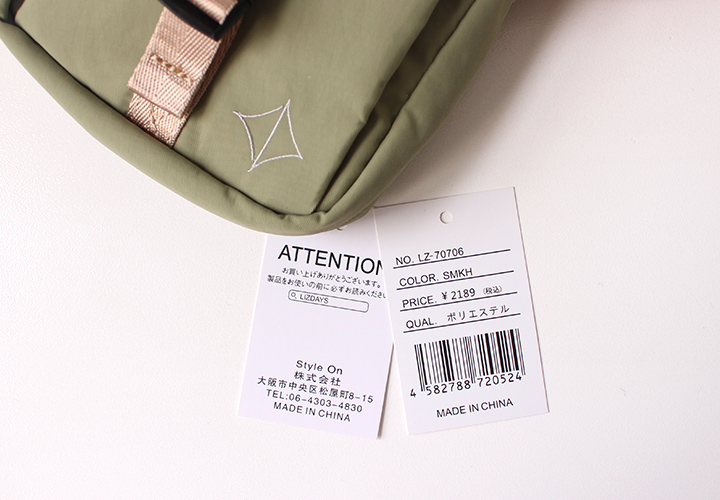 ATTENTION
お買い上げありがとうございます。
製品をお使いの前に必ずお読みください
LIZDAYS
Style On
株式会社
大阪市中央区松屋町8-15
TEL:06-4303-4830
MADE IN CHINA
NO. LZ-70706
COLOR. SMKH
PRICE. ¥ 2189 (税込)
QUAL. ポリエステル
4 582788 720524
MADE IN CHINA